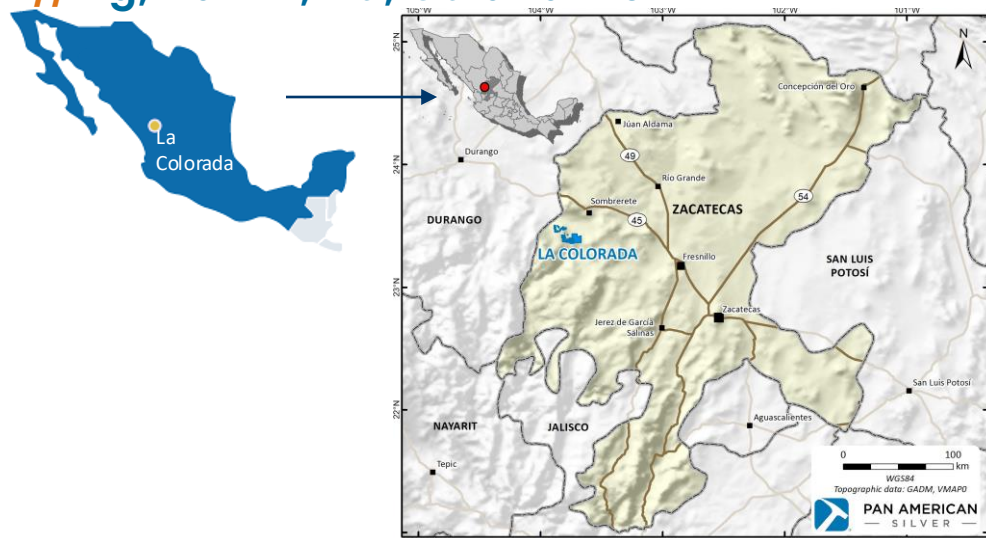 La
Colorada
105°W
104°W
103°W
102°W
101°W
25°N
24°N
23°N
22°N
N
Concepción del Oro
Júan Aldama
Durango
49
Río Grande
54
Sombrerete
ZACATECAS
DURANGO
45
LA COLORADA
Fresnillo
SAN LUIS
POTOSÍ
Zacatecas
Jerez de García
Salinas
San Luis Potosí
Aguascalientes
NAYARIT
JALISCO
Tepic
0 100
km
WGS84
Topographic data: GADM, VMAP0
PAN AMERICAN
SILVER